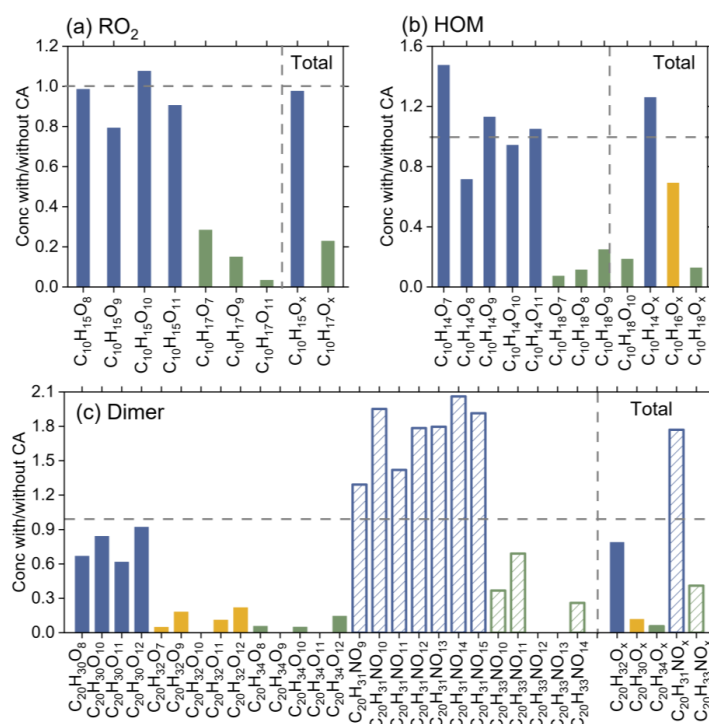 (a) RO₂
Total
Conc with/without CA
1.2
1.0
0.8
0.6
0.4
0.2
0.0
C₁₀H₁₅O₈
C₁₀H₁₅O₉
C₁₀H₁₅O₁₀
C₁₀H₁₅O₁₁
C₁₀H₁₇O₇
C₁₀H₁₇O₉
C₁₀H₁₇O₁₁
C₁₀H₁₅Oₓ
C₁₀H₁₇Oₓ
(b) HOM
Total
Conc with/without CA
1.6
1.2
0.8
0.4
0.0
C₁₀H₁₄O₇
C₁₀H₁₄O₈
C₁₀H₁₄O₉
C₁₀H₁₄O₁₀
C₁₀H₁₄O₁₁
C₁₀H₁₈O₇
C₁₀H₁₈O₈
C₁₀H₁₈O₉
C₁₀H₁₈O₁₀
C₁₀H₁₄Oₓ
C₁₀H₁₆Oₓ
C₁₀H₁₈Oₓ
(c) Dimer
Total
Conc with/without CA
2.1
1.8
1.5
1.2
0.9
0.6
0.3
0.0
C₂₀H₃₀O₈
C₂₀H₃₀O₁₀
C₂₀H₃₀O₁₁
C₂₀H₃₀O₁₂
C₂₀H₃₂O₇
C₂₀H₃₂O₉
C₂₀H₃₂O₁₀
C₂₀H₃₂O₁₁
C₂₀H₃₂O₁₂
C₂₀H₃₄O₈
C₂₀H₃₄O₉
C₂₀H₃₄O₁₀
C₂₀H₃₄O₁₁
C₂₀H₃₄O₁₂
C₂₀H₃₁NO₉
C₂₀H₃₁NO₁₀
C₂₀H₃₁NO₁₁
C₂₀H₃₁NO₁₂
C₂₀H₃₁NO₁₃
C₂₀H₃₁NO₁₄
C₂₀H₃₁NO₁₅
C₂₀H₃₃NO₁₀
C₂₀H₃₃NO₁₁
C₂₀H₃₃NO₁₂
C₂₀H₃₃NO₁₃
C₂₀H₃₃NO₁₄
C₂₀H₃₂Oₓ
C₂₀H₃₂Oₓ
C₂₀H₃₄Oₓ
C₂₀H₃₁NOₓ
C₂₀H₃₃NOₓ